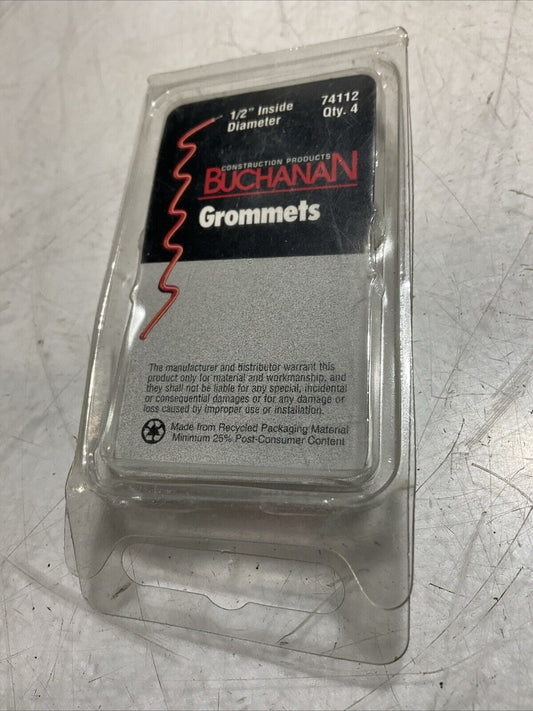 1/2" Inside
Diameter
74112
Qty. 4
CONSTRUCTION PRODUCTS
BUCHANAN
Grommets
The manufacturer and distributor warrant this
product only for material and workmanship, and
they shall not be liable for any special, incidental
or consequential damages or for any damage or
loss caused by improper use or installation.
Made from Recycled Packaging Material
Minimum 25% Post-Consumer Content